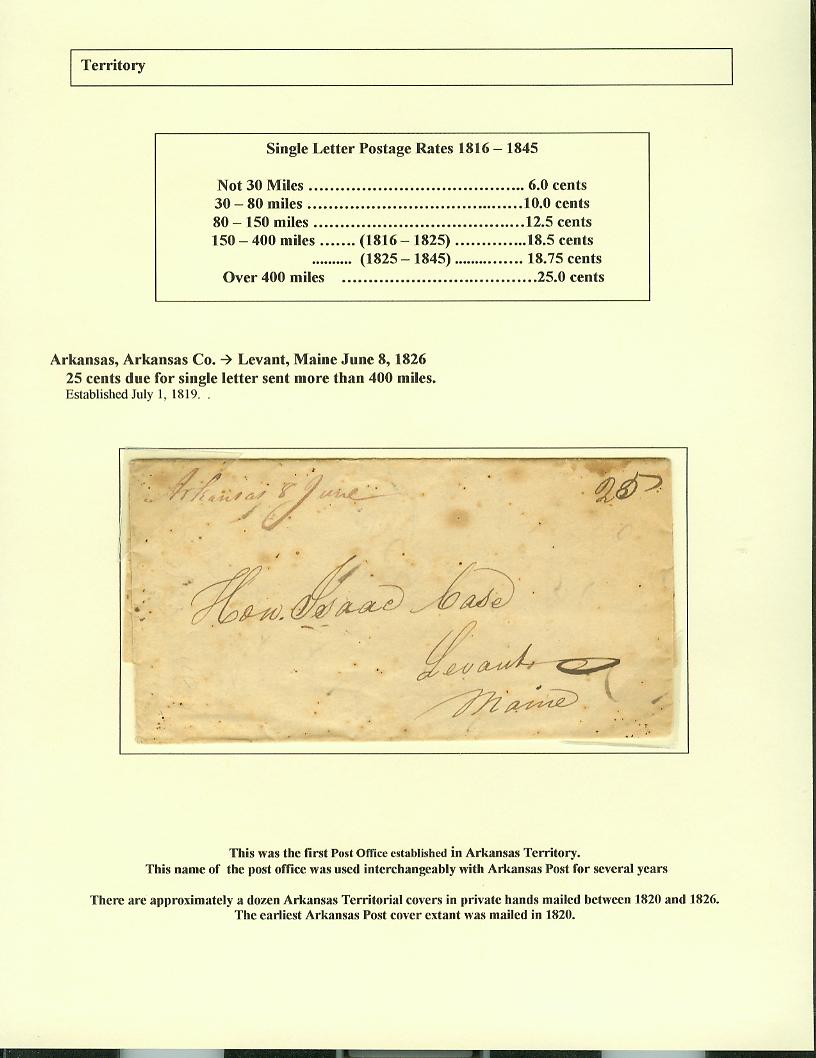 Territory
Single Letter Postage Rates 1816 – 1845
Not 30 Miles ........................................ 6.0 cents
30 – 80 miles ........................................10.0 cents
80 – 150 miles .......................................12.5 cents
150 – 400 miles ....... (1816 – 1825) .............18.5 cents
.......... (1825 – 1845) ............... 18.75 cents
Over 400 miles .....................................25.0 cents
Arkansas, Arkansas Co. → Levant, Maine June 8, 1826
25 cents due for single letter sent more than 400 miles.
Established July 1, 1819. .
Arkansas 8 June
25
Hon. Isaac Case
Levant
Maine
This was the first Post Office established in Arkansas Territory.
This name of the post office was used interchangeably with Arkansas Post for several years
There are approximately a dozen Arkansas Territorial covers in private hands mailed between 1820 and 1826.
The earliest Arkansas Post cover extant was mailed in 1820.